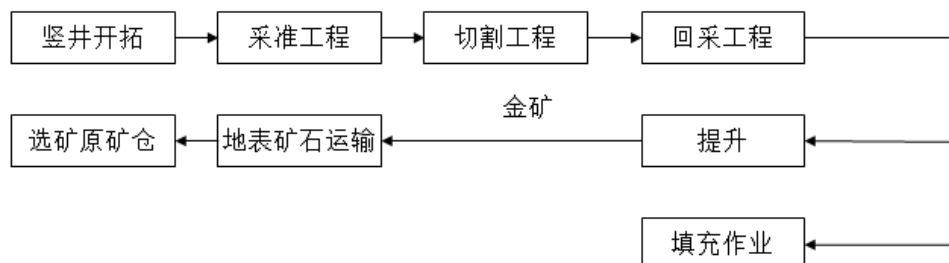 竖井开拓
采准工程
切割工程
回采工程
金矿
选矿原矿仓
地表矿石运输
提升
填充作业